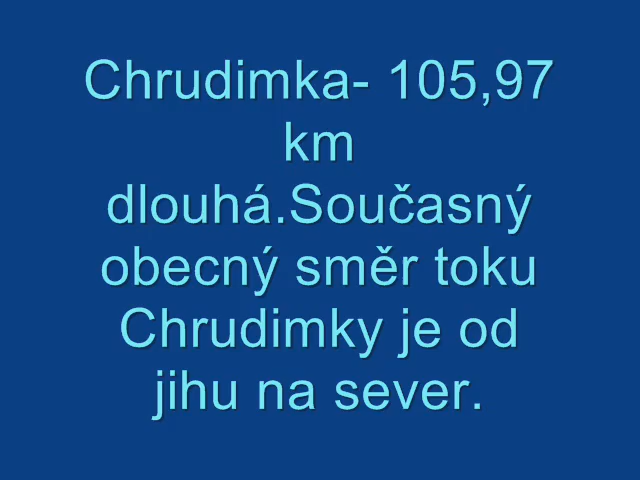 Chrudimka- 105,97
km
dlouhá.Současný
obecný směr toku
Chrudimky je od
jihu na sever.